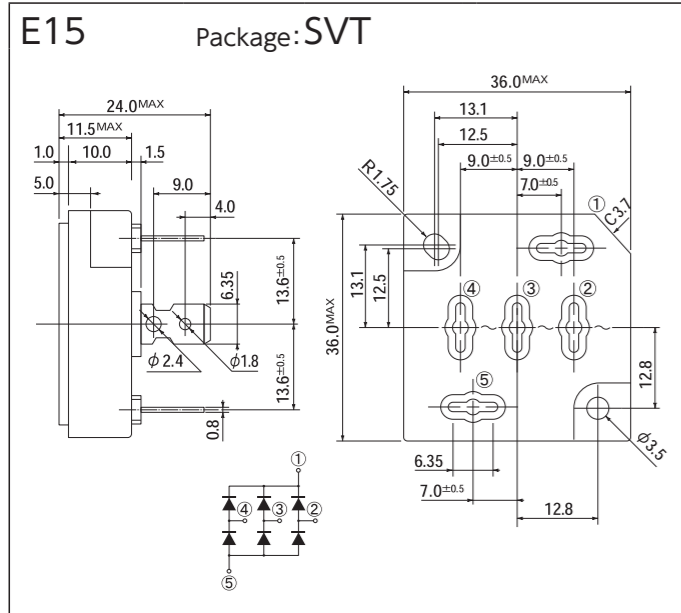 E15 Package:SVT
24.0MAX
11.5MAX
1.0 10.0 1.5
5.0 9.0
4.0
13.6±0.5
6.35
13.6±0.5
φ2.4 φ1.8
0.8
36.0MAX
13.1
12.5
9.0±0.5 9.0±0.5
7.0±0.5
R1.75
①
C3.7
13.1
12.5
36.0MAX
④ ③ ②
⑤
12.8
6.35
7.0±0.5
12.8
φ3.5
①
④ ③ ②
⑤